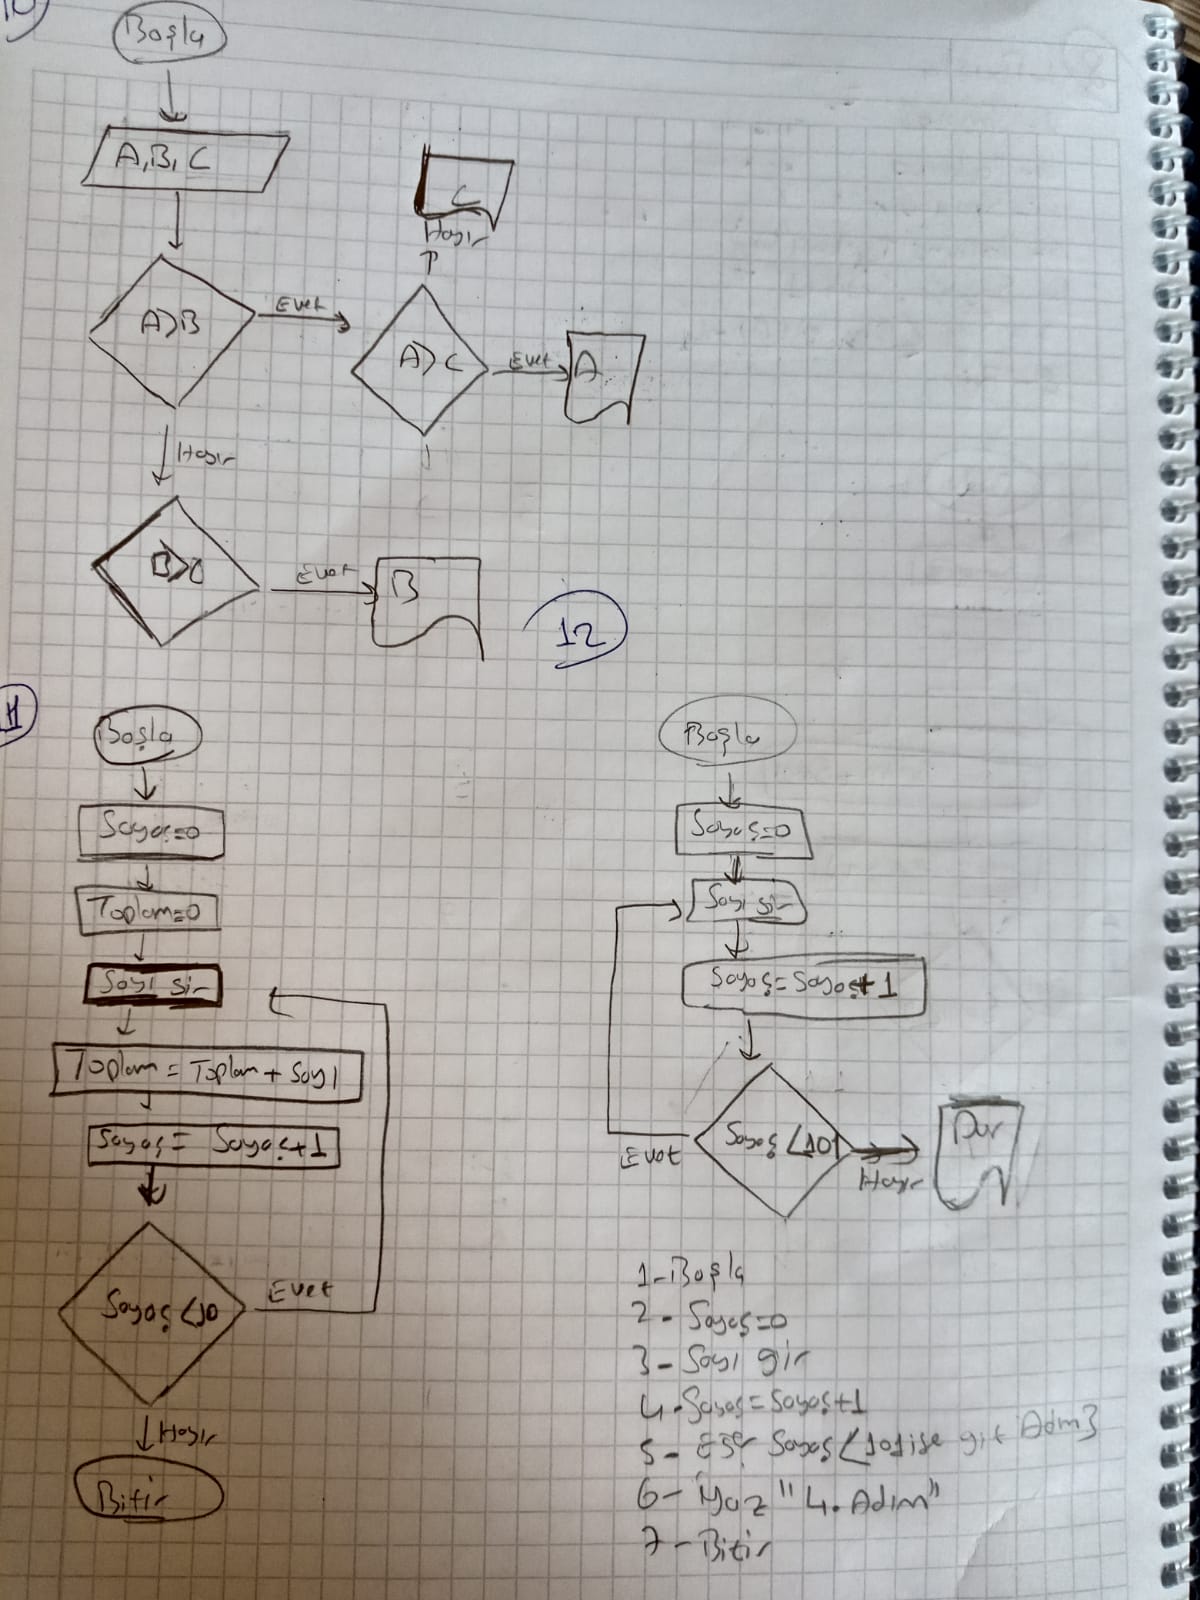 10
Başla
A, B, C
C
Hayır
A>B
Evet
A>C
Evet
A
Hayır
B>C
Evet
B
12
11
Başla
Sayaç=0
Toplam=0
Sayı gir
Toplam = Toplam + Sayı
Sayaç = Sayaç+1
Sayaç<10
Evet
Hayır
Bitir
Başla
Sayaç=0
Sayı gir
Sayaç=Sayaç+1
Sayaç<101
Evet
Hayır
Dur
1-Başla
2-Sayaç=0
3-Sayı gir
4-Sayaç=Sayaç+1
5-Eğer Sayaç<101ise git Adım3
6-Yaz "4. Adım"
7-Bitir